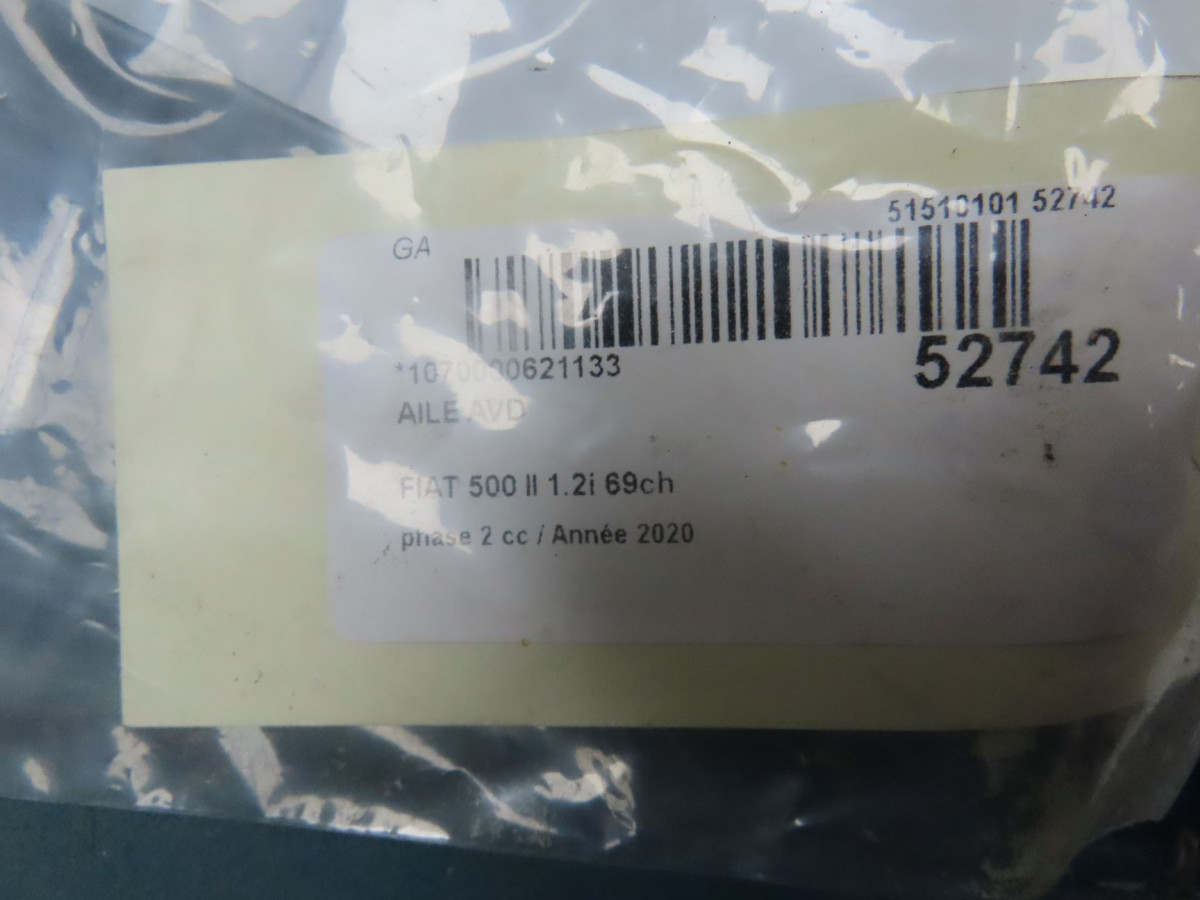 51510101 52742
GA
52742
*1070000621133
AILE AVD
FIAT 500 II 1.2i 69ch
phase 2 cc / Année 2020